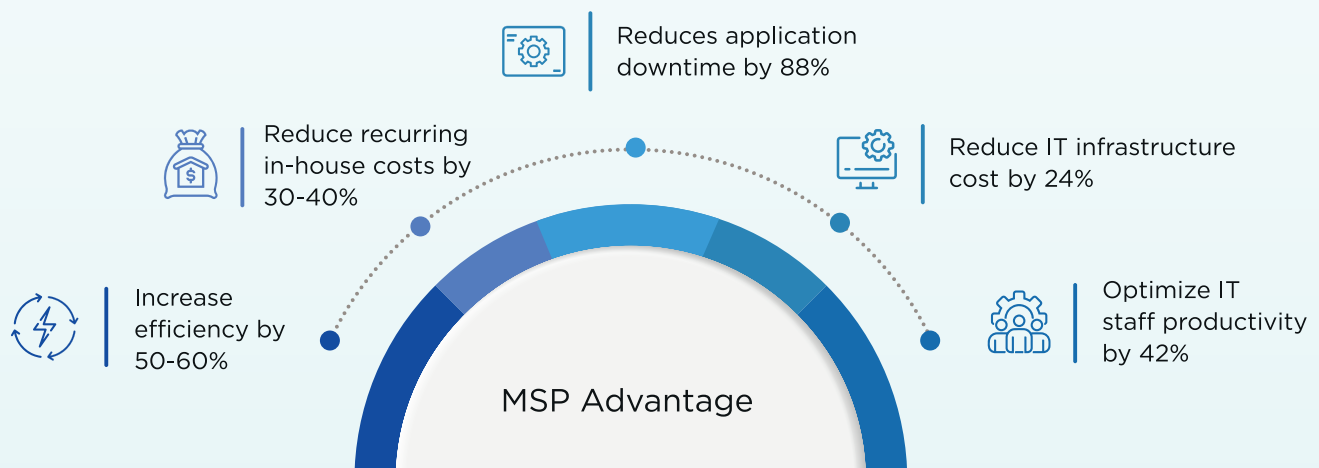 Reduces application
downtime by 88%
Reduce recurring
in-house costs by
30-40%
Reduce IT infrastructure
cost by 24%
Increase
efficiency by
50-60%
Optimize IT
staff productivity
by 42%
MSP Advantage